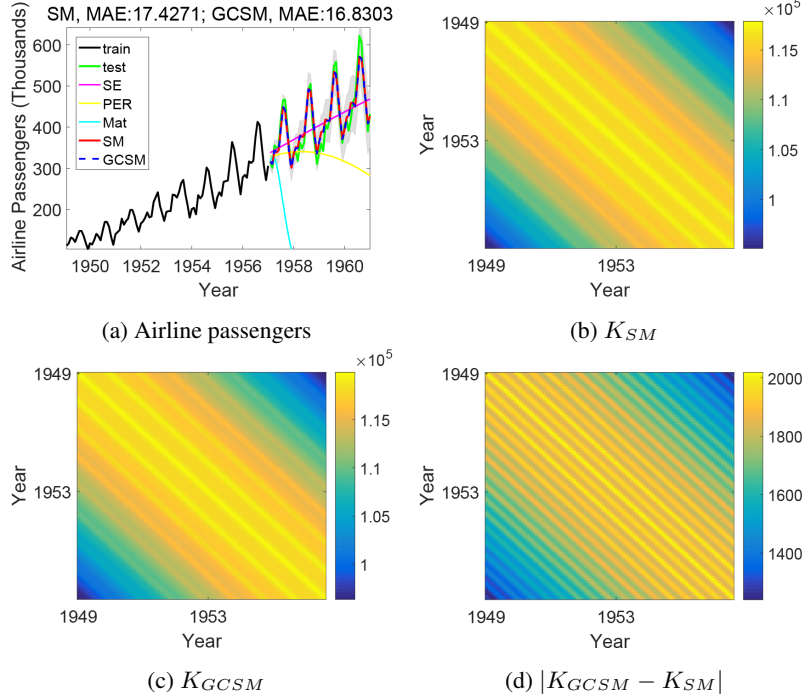 SM, MAE:17.4271; GCSM, MAE:16.8303
Airline Passengers (Thousands)
600
500
400
300
200
train
test
SE
PER
Mat
SM
GCSM
1950 1952 1954 1956 1958 1960
Year
(a) Airline passengers
×10^5
1949
1953
Year
1.15
1.1
1.05
1
1949 1953
Year
(b) K_SM
×10^5
1949
1953
Year
1.15
1.1
1.05
1
1949 1953
Year
(c) K_GCSM
1949
1953
Year
2000
1800
1600
1400
1949 1953
Year
(d) |K_GCSM − K_SM|